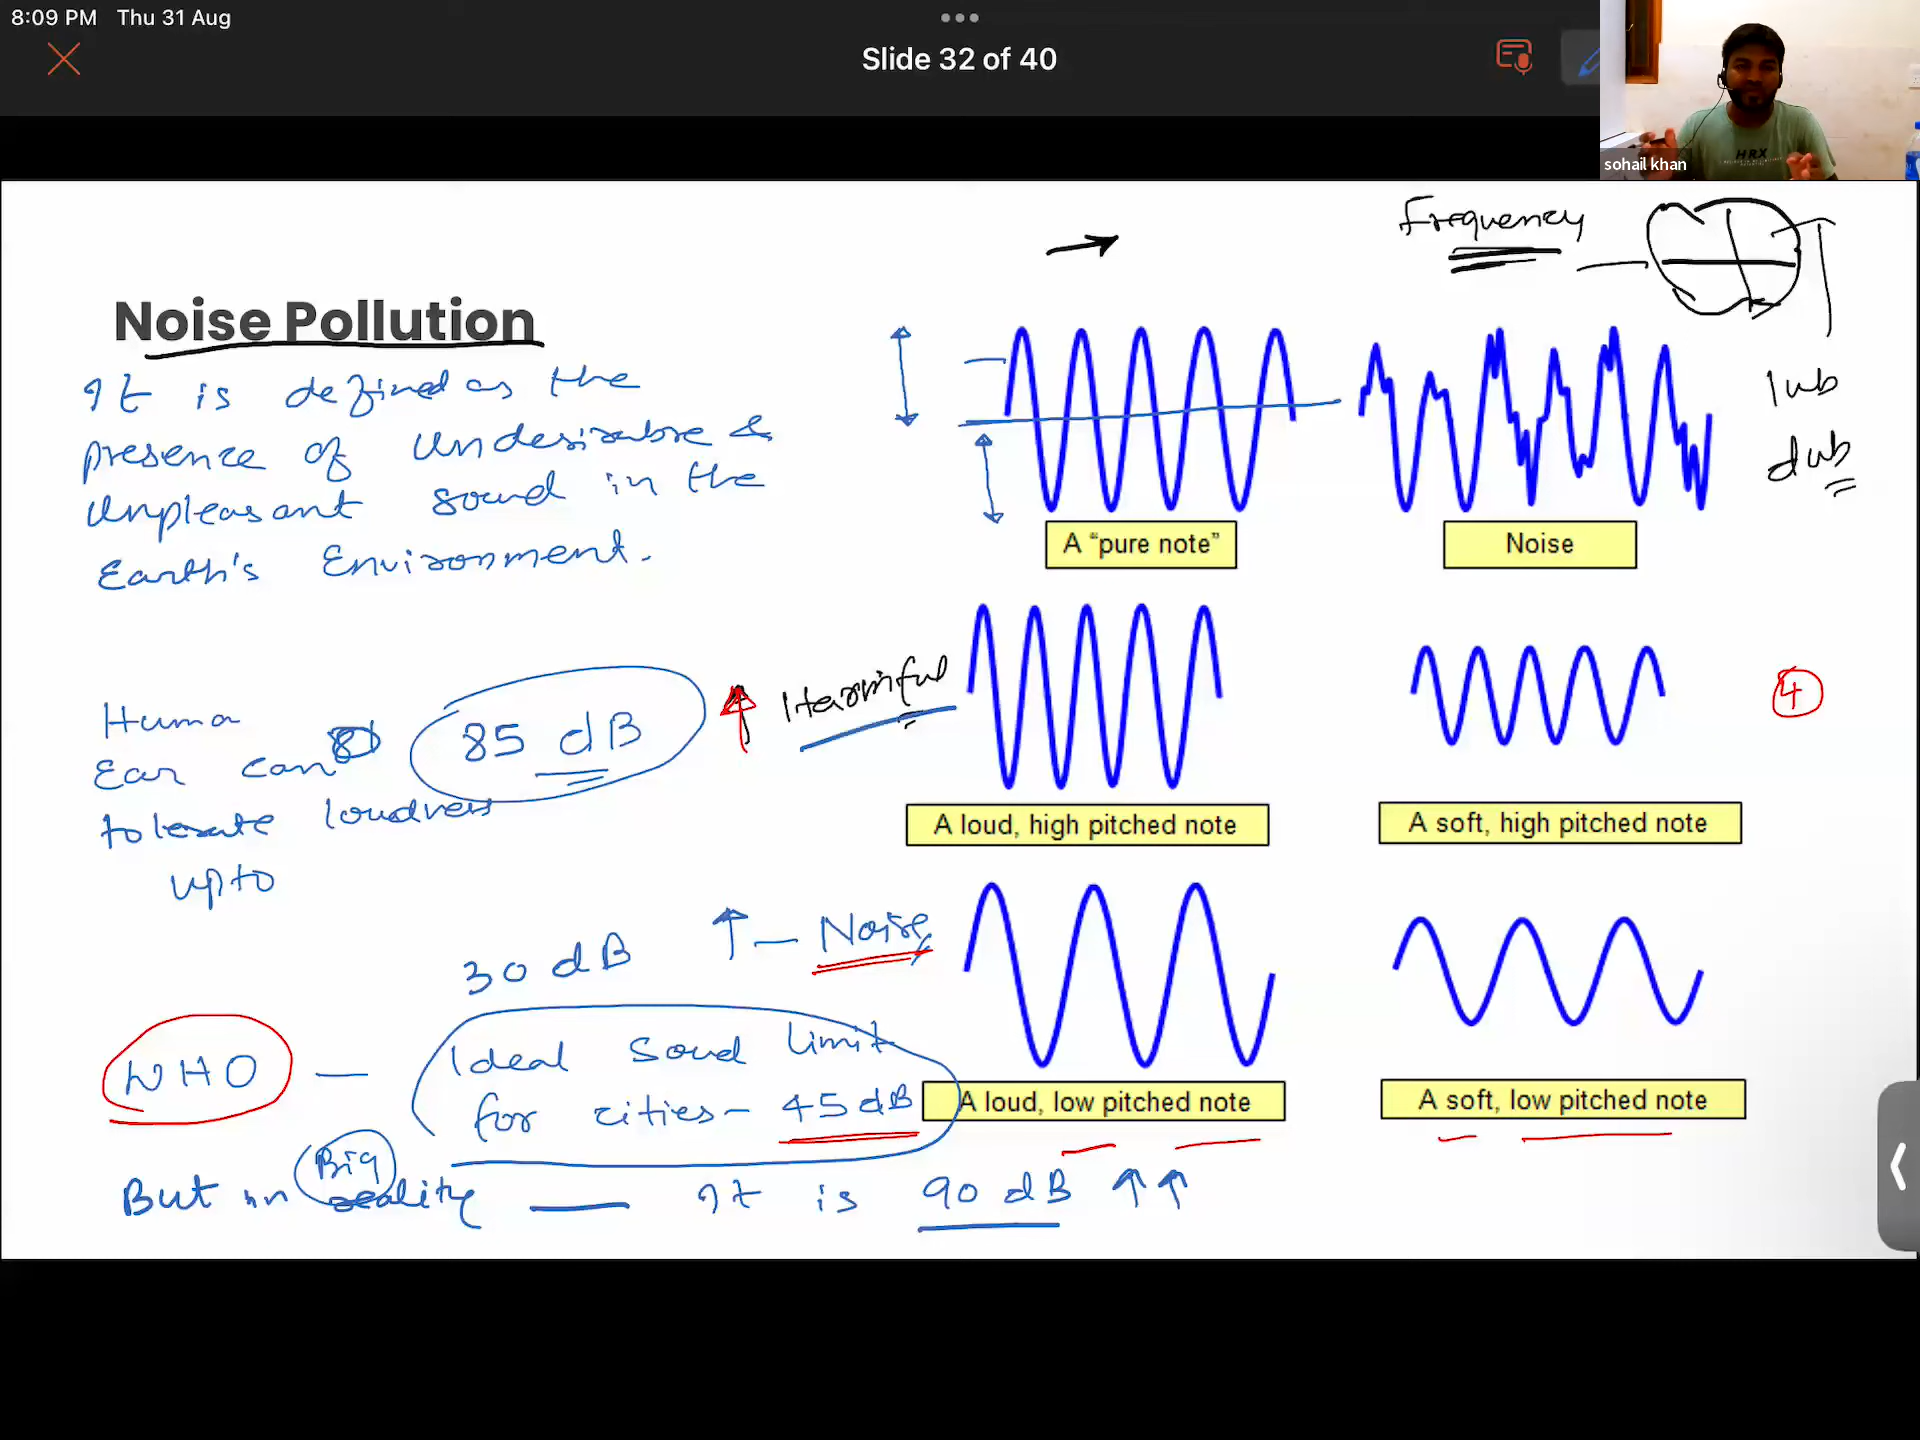 8:09 PM Thu 31 Aug
Slide 32 of 40
HRX
sohail khan
Frequency
Noise Pollution
It is defined as the
presence of undesirable &
unpleasant sound in the
Earth's Environment.
lub
dub
A “pure note”
Noise
Huma
Ear can 85 dB ↑ Harmful
tolerate loudness
upto
4
A loud, high pitched note
A soft, high pitched note
30 dB ↑ — Noise
WHO — Ideal Soud limit
for cities – 45 dB
A loud, low pitched note
A soft, low pitched note
Big
But in reality — It is 90 dB ↑↑